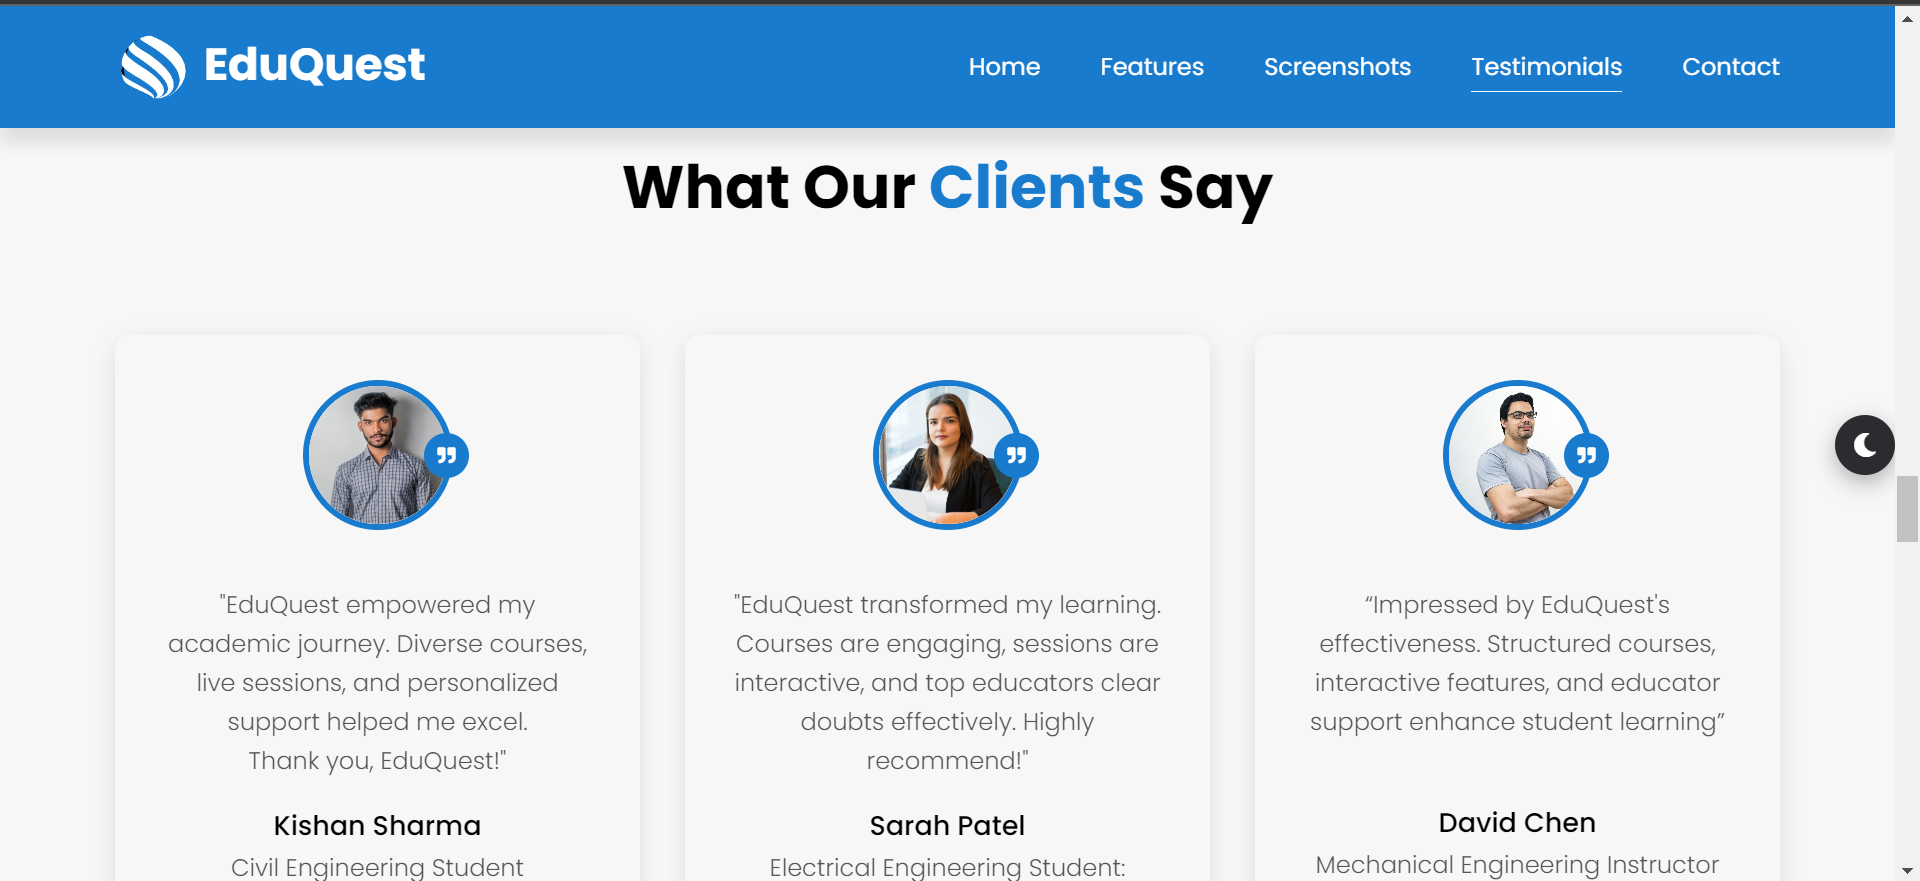 EduQuest
Home
Features
Screenshots
Testimonials
Contact
What Our Clients Say
"EduQuest empowered my
academic journey. Diverse courses,
live sessions, and personalized
support helped me excel.
Thank you, EduQuest!"
Kishan Sharma
Civil Engineering Student
"EduQuest transformed my learning.
Courses are engaging, sessions are
interactive, and top educators clear
doubts effectively. Highly
recommend!"
Sarah Patel
Electrical Engineering Student:
“Impressed by EduQuest's
effectiveness. Structured courses,
interactive features, and educator
support enhance student learning”
David Chen
Mechanical Engineering Instructor